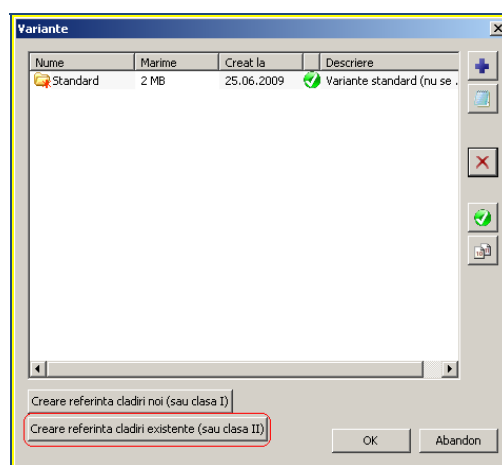 Variante
Nume Marime Creat la Descriere
Standard 2 MB 25.06.2009 Variante standard (nu se .
Creare referinta cladiri noi (sau clasa I)
Creare referinta cladiri existente (sau clasa II)
OK Abandon